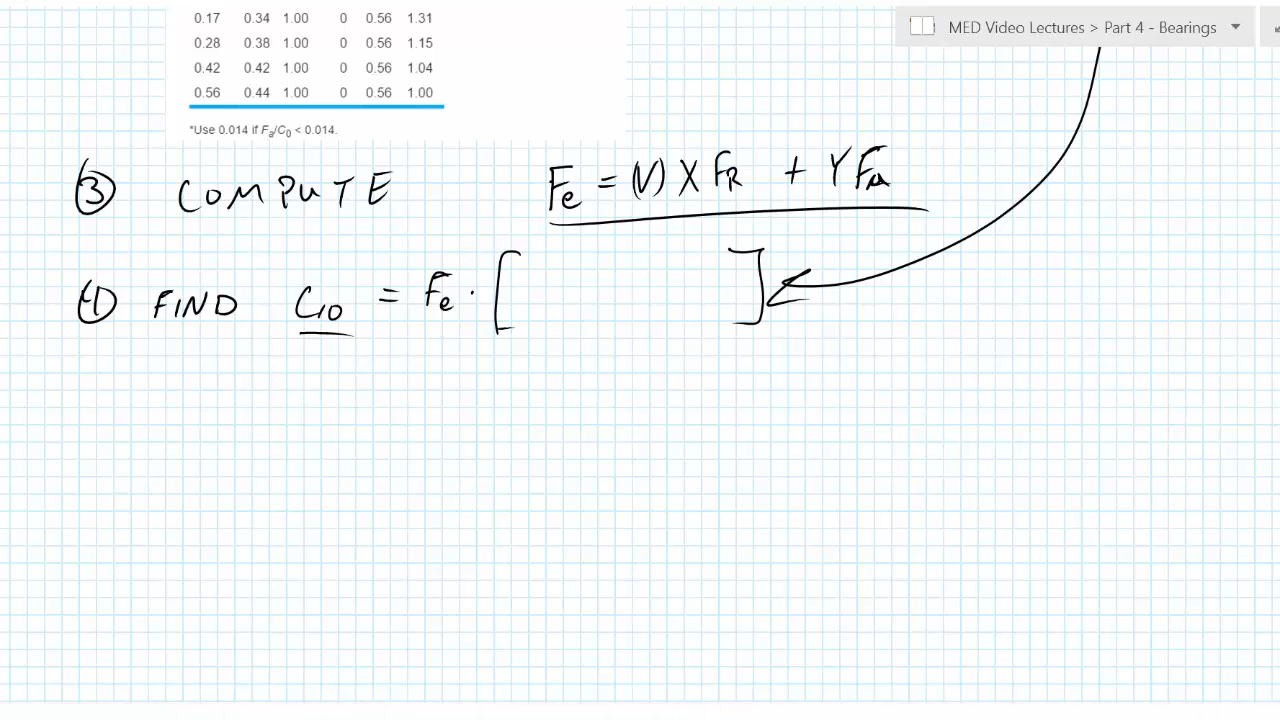 MED Video Lectures > Part 4 - Bearings
0.17 0.34 1.00 0 0.56 1.31
0.28 0.38 1.00 0 0.56 1.15
0.42 0.42 1.00 0 0.56 1.04
0.56 0.44 1.00 0 0.56 1.00
*Use 0.014 if Fa/C0 < 0.014.
③ COMPUTE Fe = (V) X FR + Y Fa
④ FIND C10 = Fe · [ ]